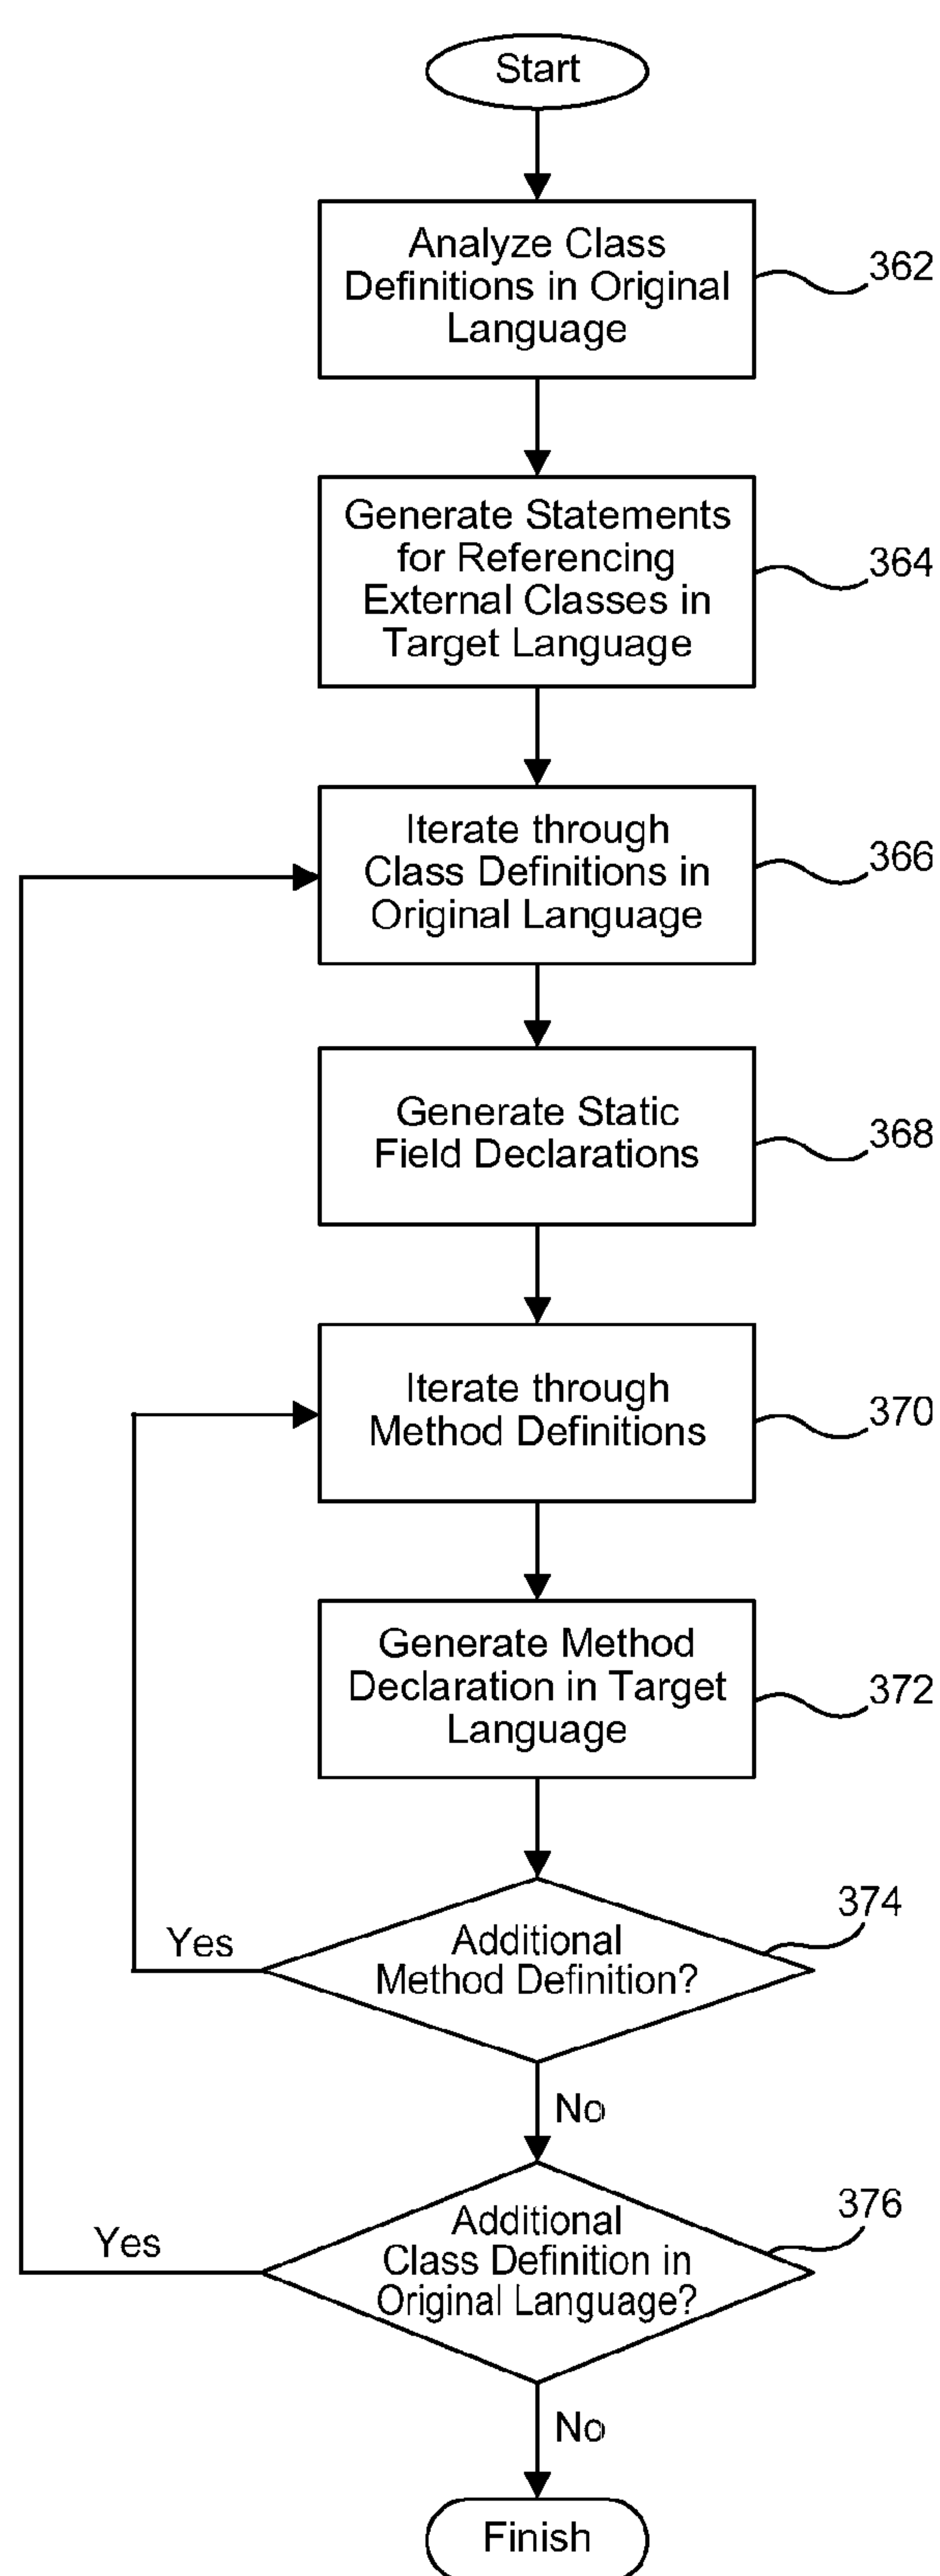 Start
Analyze Class
Definitions in Original
Language
362
Generate Statements
for Referencing
External Classes in
Target Language
364
Iterate through
Class Definitions in
Original Language
366
Generate Static
Field Declarations
368
Iterate through
Method Definitions
370
Generate Method
Declaration in Target
Language
372
374
Additional
Method Definition?
Yes
No
376
Additional
Class Definition in
Original Language?
Yes
No
Finish